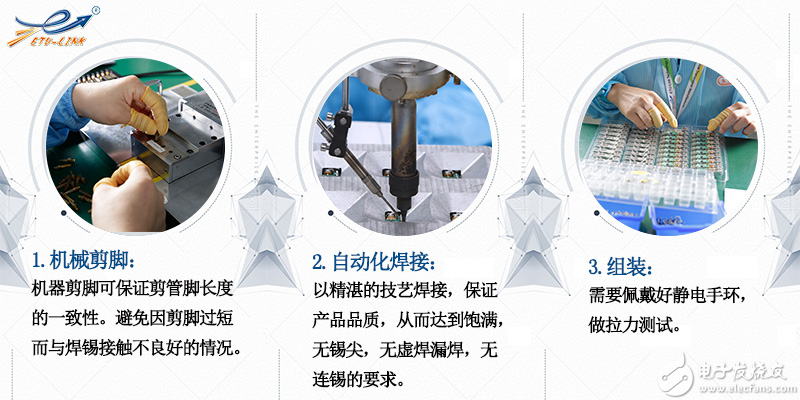 ETU-LINK
R
1.机械剪脚：
机器剪脚可保证剪管脚长度
的一致性。避免因剪脚过短
而与焊锡接触不良好的情况。
2.自动化焊接：
以精湛的技艺焊接，保证
产品品质，从而达到饱满，
无锡尖，无虚焊漏焊，无
连锡的要求。
3.组装：
需要佩戴好静电手环，
做拉力测试。
电子发烧友
www.elecfans.com